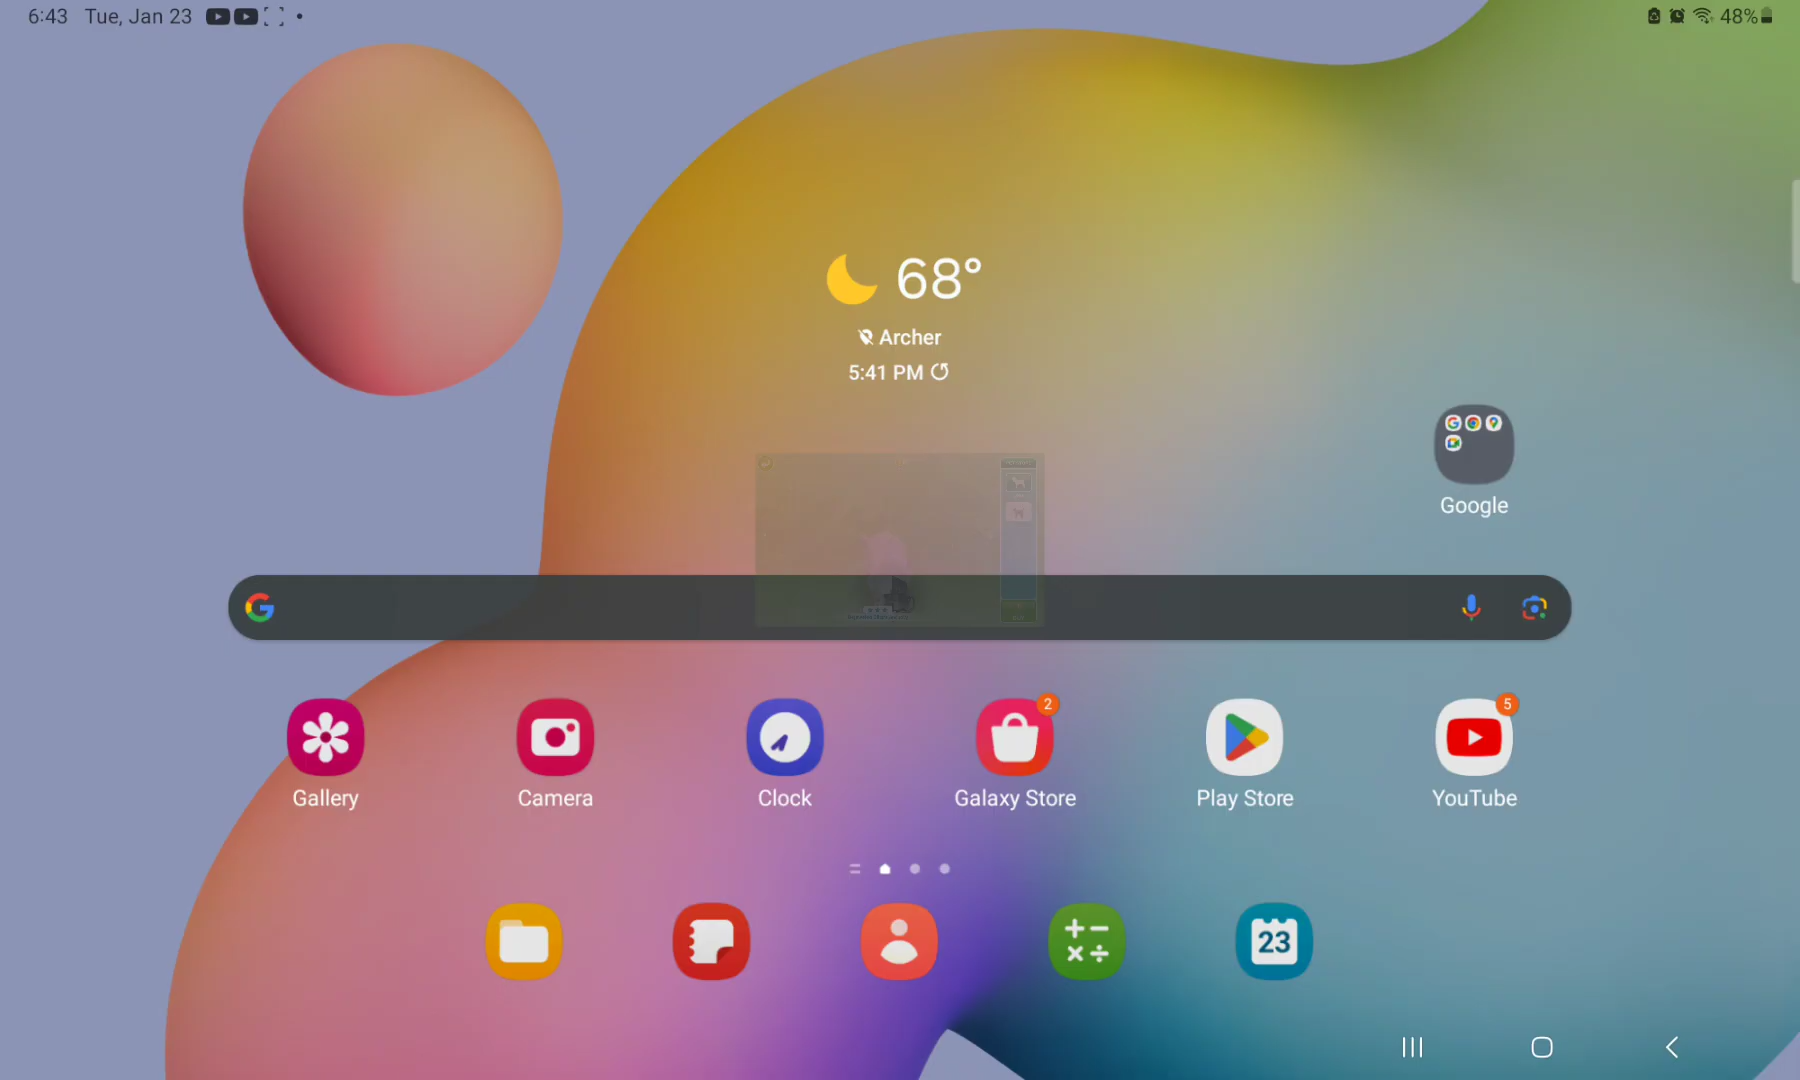 6:43 Tue, Jan 23
48%
68°
Archer
5:41 PM
Google
2
5
Gallery
Camera
Clock
Galaxy Store
Play Store
YouTube
23